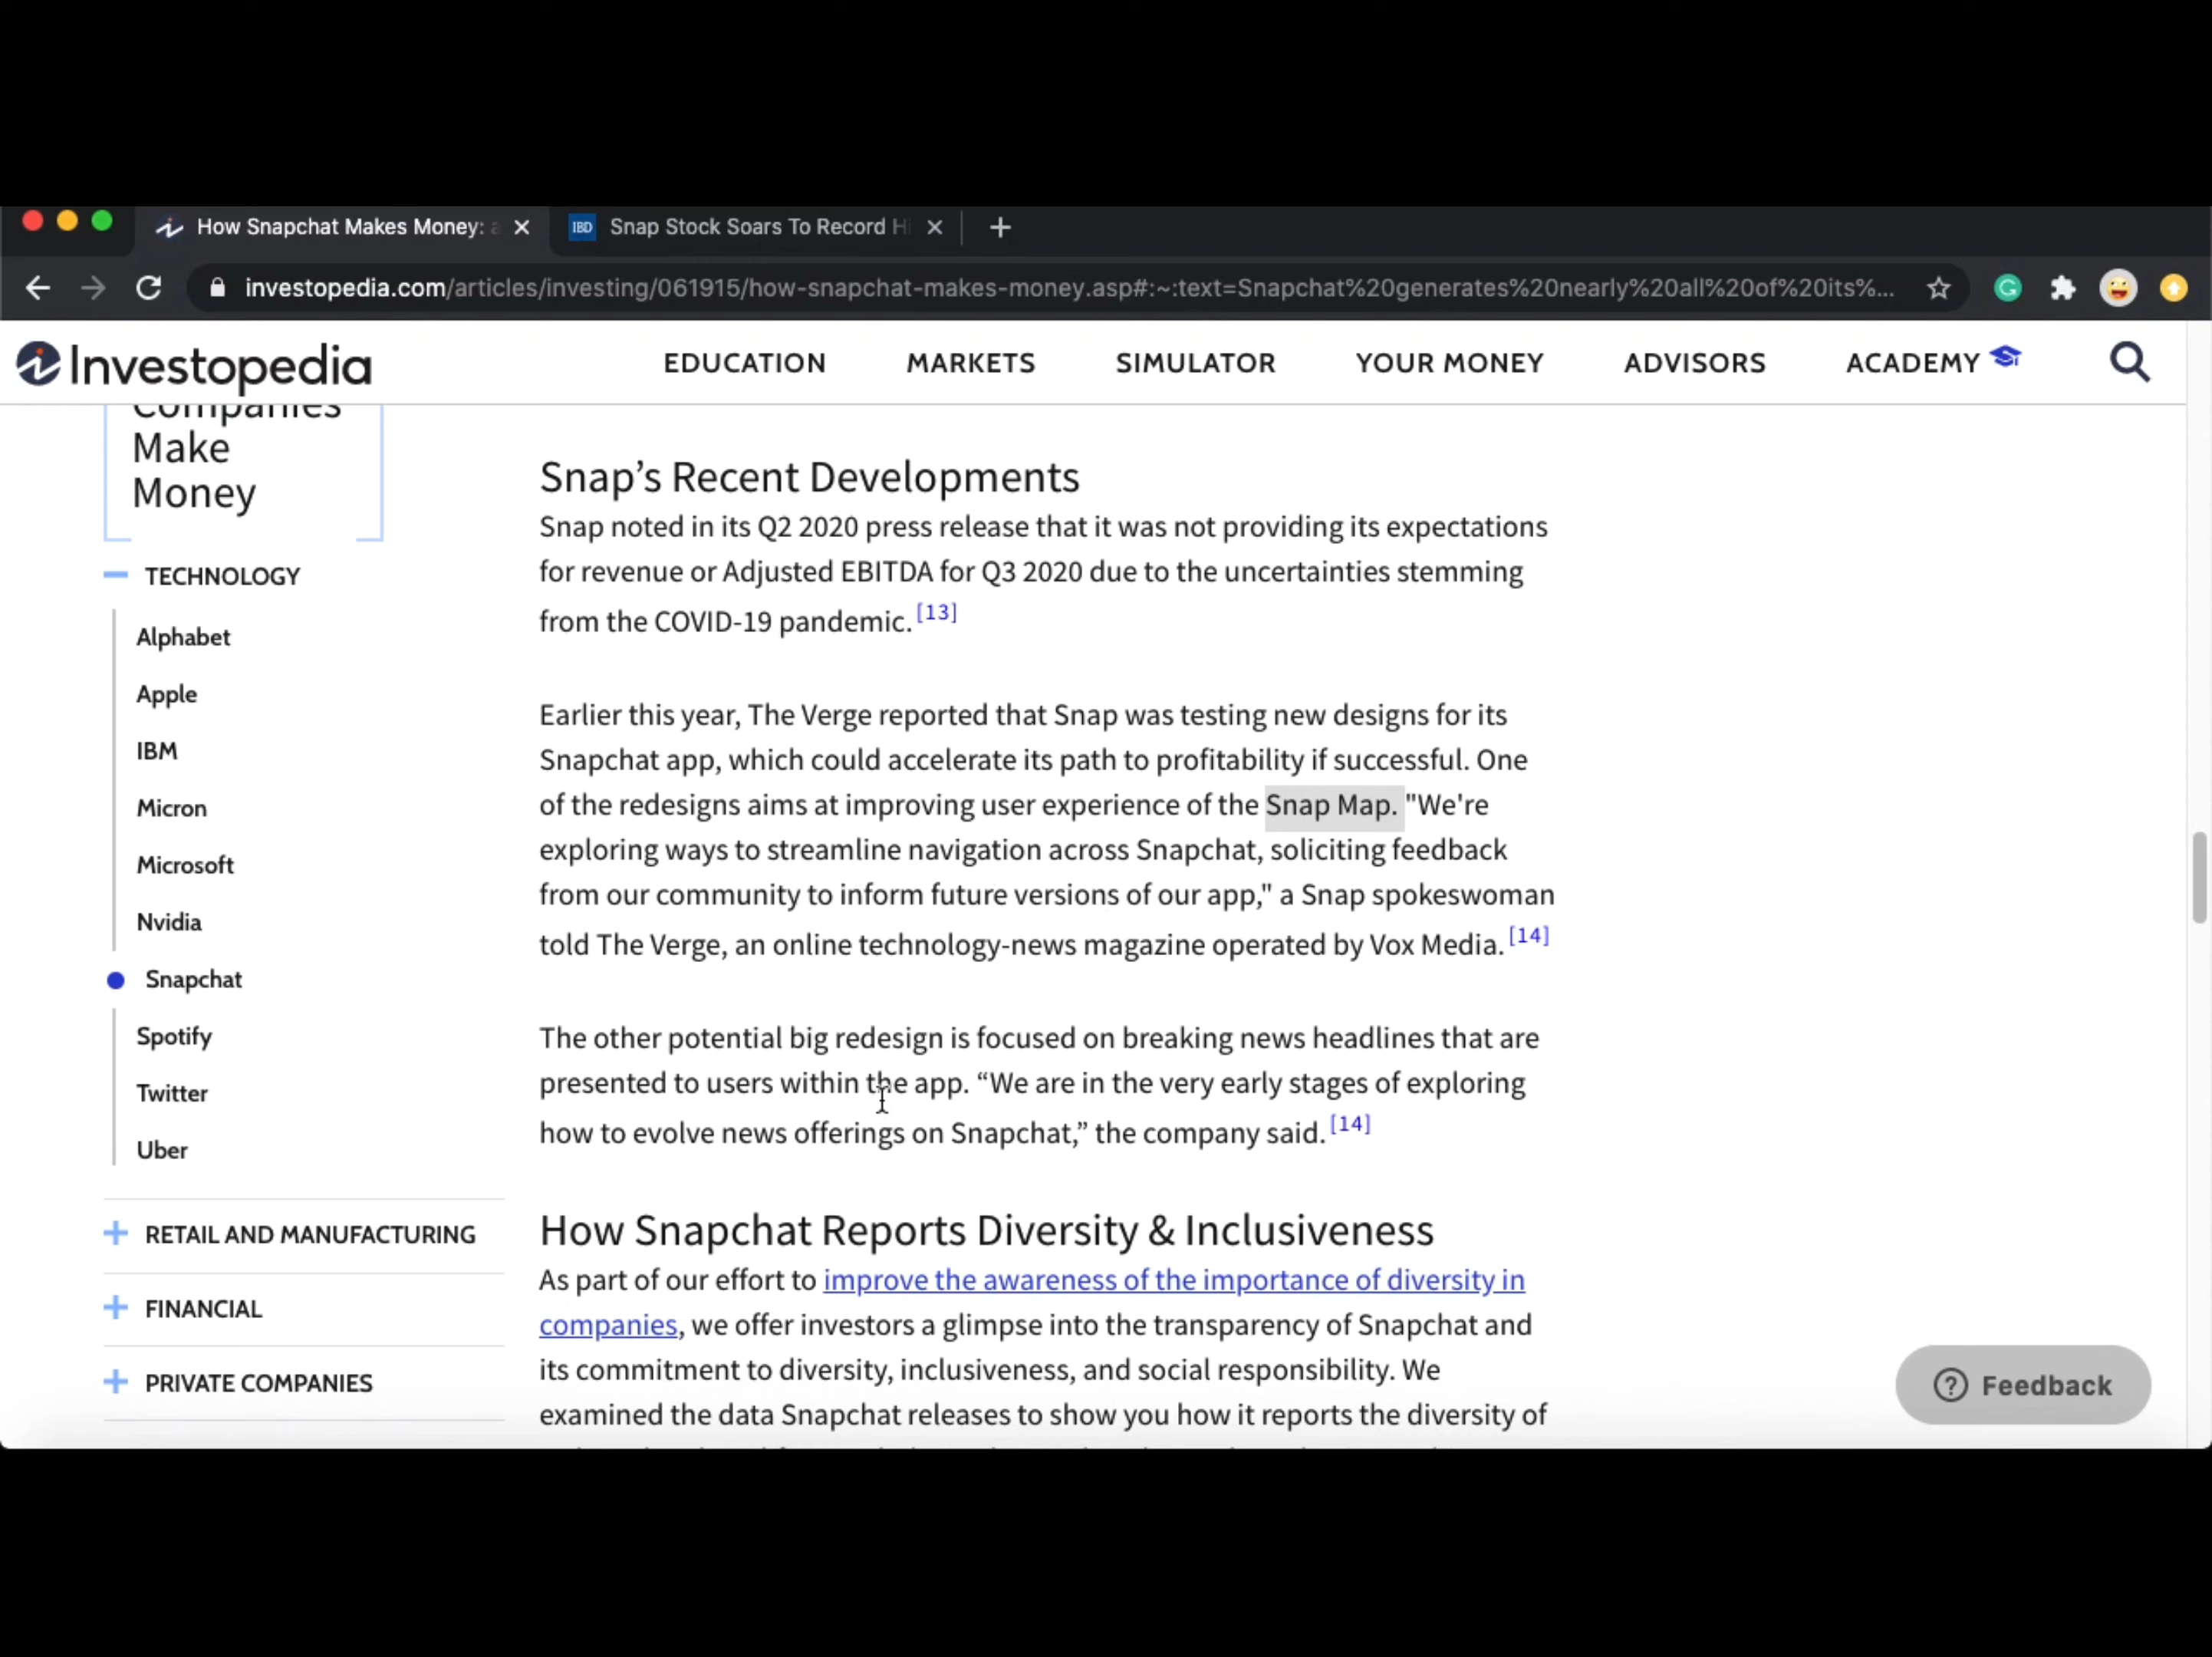 How Snapchat Makes Money:
IBD Snap Stock Soars To Record
investopedia.com/articles/investing/061915/how-snapchat-makes-money.asp#:~:text=Snapchat%20generates%20nearly%20all%20of%20its%...
Investopedia
EDUCATION MARKETS SIMULATOR YOUR MONEY ADVISORS ACADEMY
Companies
Make
Money
TECHNOLOGY
Alphabet
Apple
IBM
Micron
Microsoft
Nvidia
Snapchat
Spotify
Twitter
Uber
RETAIL AND MANUFACTURING
FINANCIAL
PRIVATE COMPANIES
Snap’s Recent Developments
Snap noted in its Q2 2020 press release that it was not providing its expectations
for revenue or Adjusted EBITDA for Q3 2020 due to the uncertainties stemming
from the COVID-19 pandemic. [13]
Earlier this year, The Verge reported that Snap was testing new designs for its
Snapchat app, which could accelerate its path to profitability if successful. One
of the redesigns aims at improving user experience of the Snap Map. "We're
exploring ways to streamline navigation across Snapchat, soliciting feedback
from our community to inform future versions of our app," a Snap spokeswoman
told The Verge, an online technology-news magazine operated by Vox Media. [14]
The other potential big redesign is focused on breaking news headlines that are
presented to users within the app. “We are in the very early stages of exploring
how to evolve news offerings on Snapchat,” the company said. [14]
How Snapchat Reports Diversity & Inclusiveness
As part of our effort to improve the awareness of the importance of diversity in
companies, we offer investors a glimpse into the transparency of Snapchat and
its commitment to diversity, inclusiveness, and social responsibility. We
examined the data Snapchat releases to show you how it reports the diversity of
Feedback